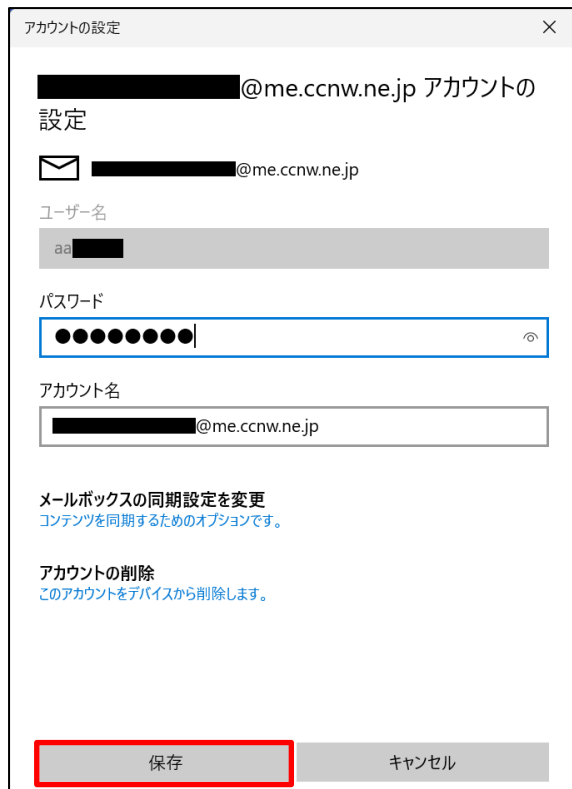 アカウントの設定
@me.ccnw.ne.jp アカウントの
設定
@me.ccnw.ne.jp
ユーザー名
aa
パスワード
●●●●●●●●
アカウント名
@me.ccnw.ne.jp
メールボックスの同期設定を変更
コンテンツを同期するためのオプションです。
アカウントの削除
このアカウントをデバイスから削除します。
保存
キャンセル